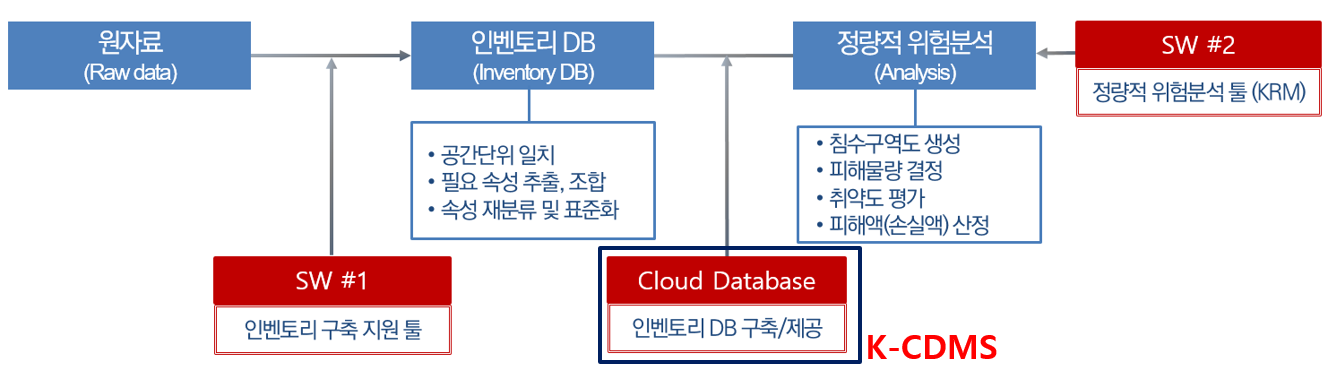 원자료
(Raw data)
인벤토리 DB
(Inventory DB)
정량적 위험분석
(Analysis)
SW #2
정량적 위험분석 툴 (KRM)
• 공간단위 일치
• 필요 속성 추출, 조합
• 속성 재분류 및 표준화
• 침수구역도 생성
• 피해물량 결정
• 취약도 평가
• 피해액(손실액) 산정
SW #1
인벤토리 구축 지원 툴
Cloud Database
인벤토리 DB 구축/제공
K-CDMS